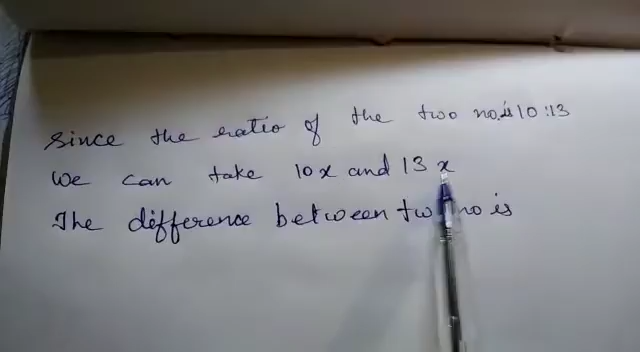 since the ratio of the two no.is 10:13
We can take 10x and 13x
The difference between two no is